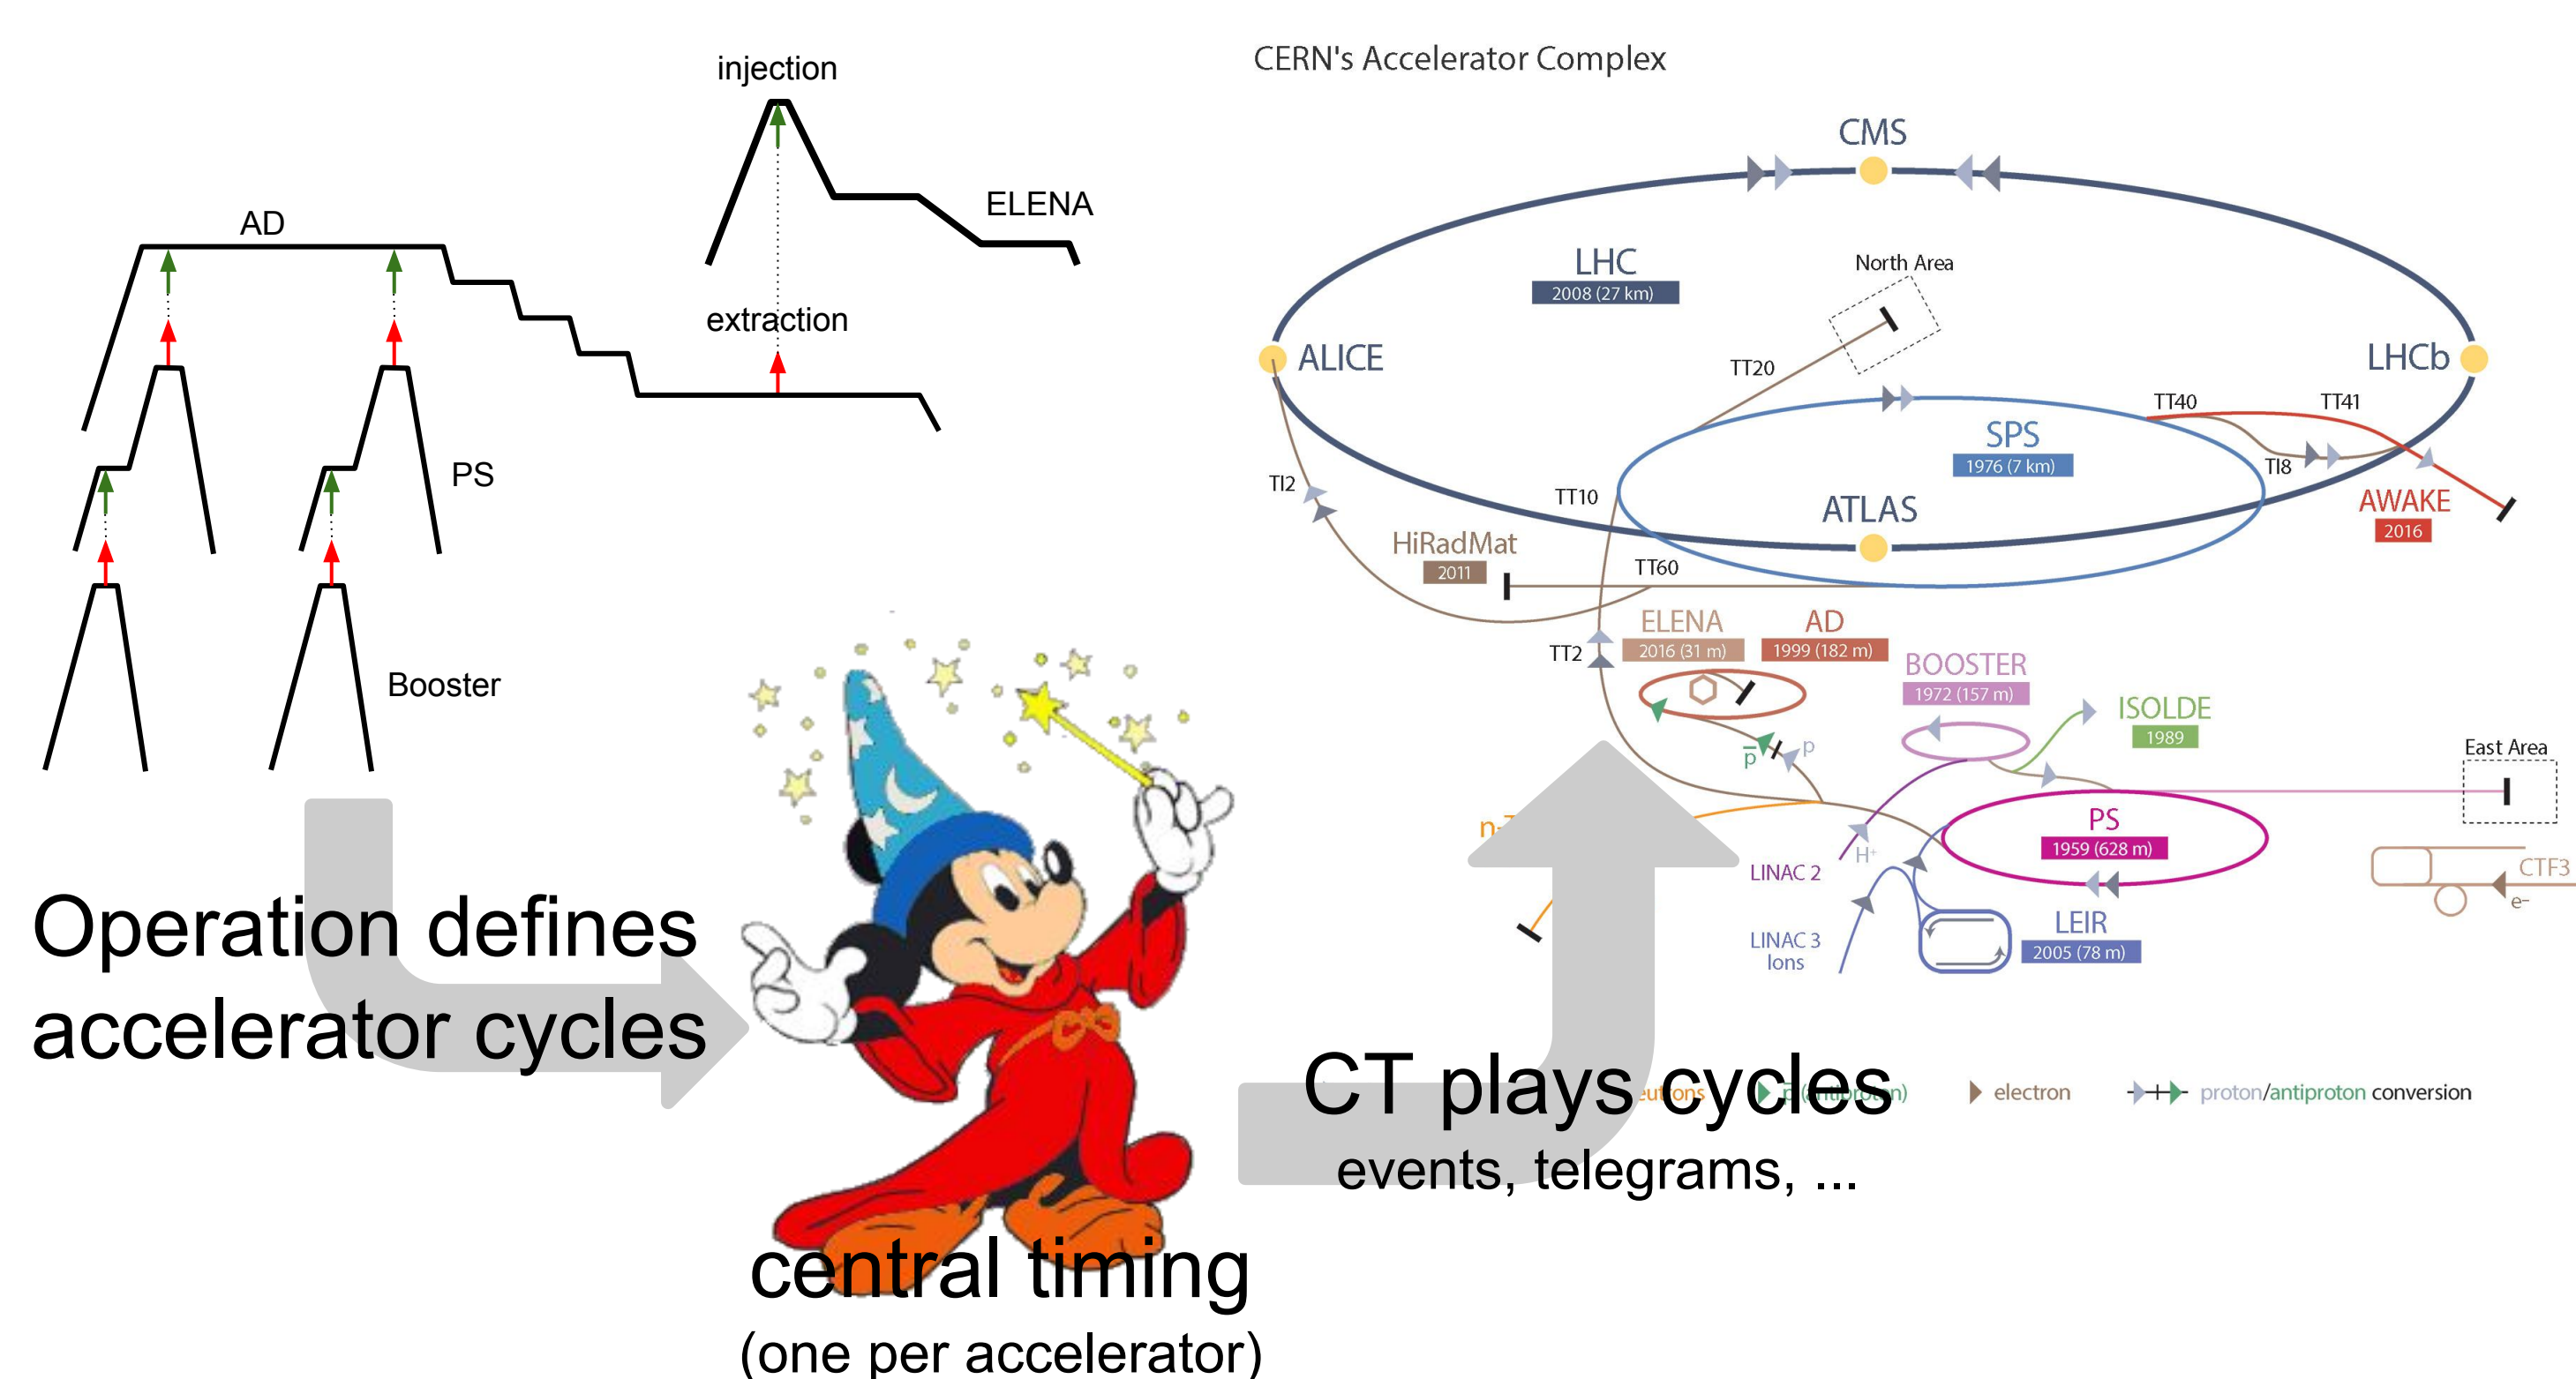 injection
AD
ELENA
extraction
PS
Booster
Operation defines
accelerator cycles
central timing
(one per accelerator)
CT plays cycles
events, telegrams, ...
CERN's Accelerator Complex
CMS
LHC
2008 (27 km)
North Area
ALICE
LHCb
TT20
TT40
TT41
SPS
1976 (7 km)
TI2
TT10
TI8
ATLAS
AWAKE
2016
HiRadMat
2011
TT60
ELENA
2016 (31 m)
AD
1999 (182 m)
TT2
BOOSTER
1972 (157 m)
ISOLDE
1989
p̅
p
East Area
PS
1959 (628 m)
H+
LINAC 2
CTF3
e-
LEIR
2005 (78 m)
LINAC 3
Ions
p̅ (antiproton)
electron
proton/antiproton conversion